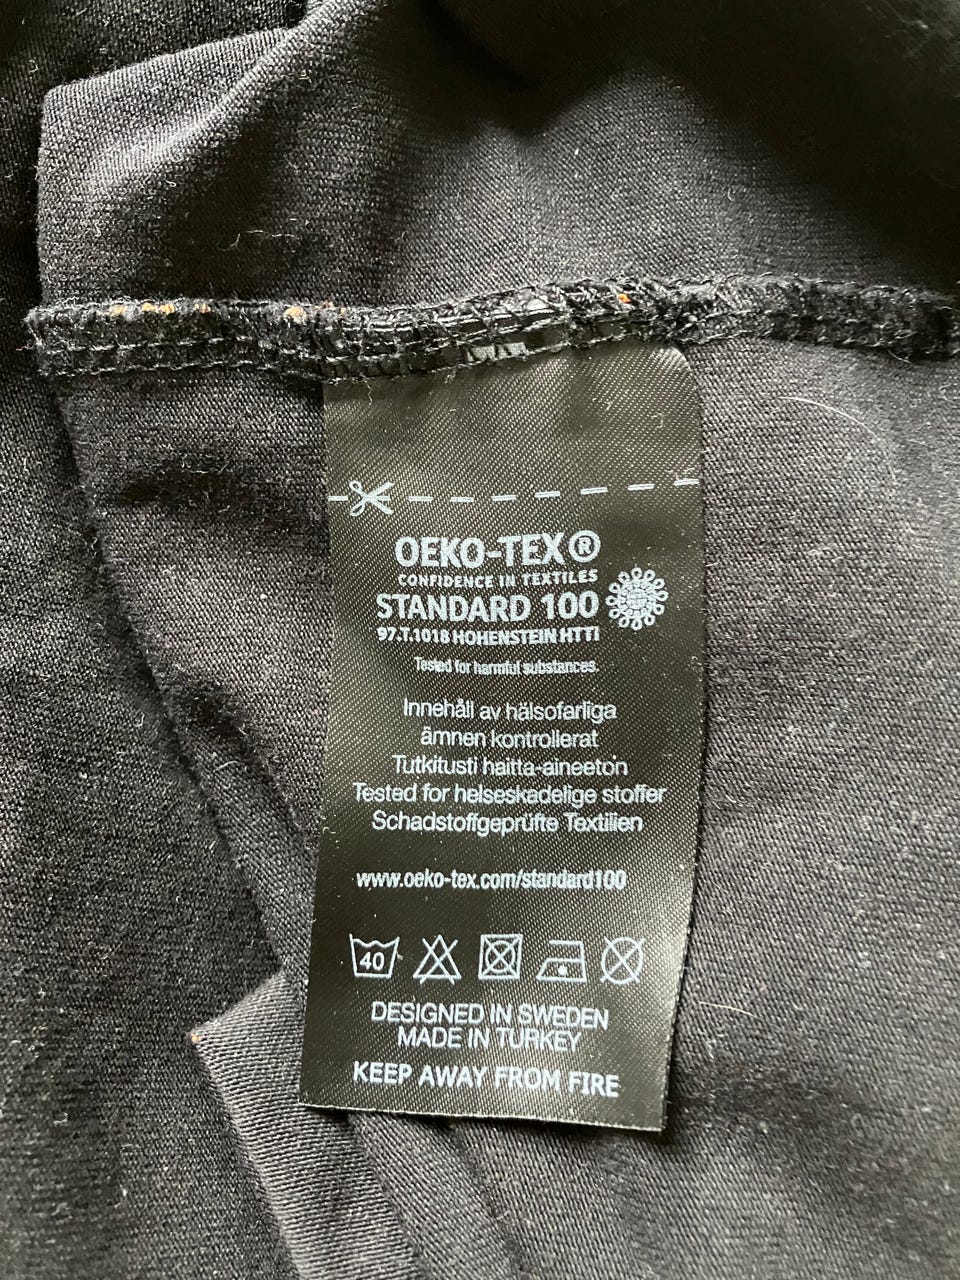 OEKO-TEX®
CONFIDENCE IN TEXTILES
STANDARD 100
97.T.1018 HOHENSTEIN HTTI
Tested for harmful substances.
Innehåll av hälsofarliga
ämnen kontrollerat
Tutkitusti haitta-aineeton
Tested for helseskadelige stoffer
Schadstoffgeprüfte Textilien
www.oeko-tex.com/standard100
40
DESIGNED IN SWEDEN
MADE IN TURKEY
KEEP AWAY FROM FIRE